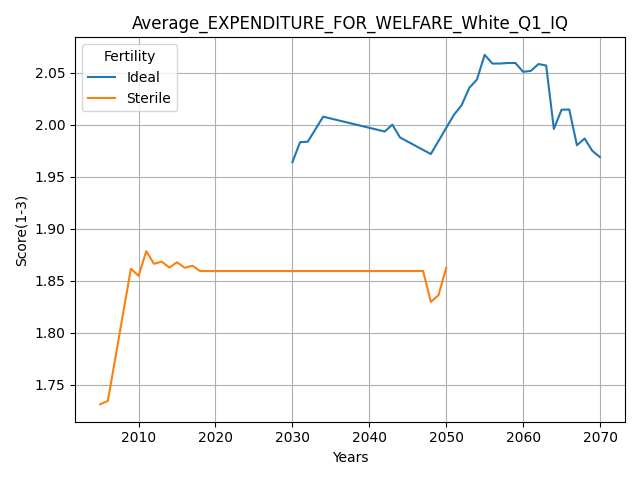 Average_EXPENDITURE_FOR_WELFARE_White_Q1_IQ
Fertility
Ideal
Sterile
2.05
2.00
1.95
1.90
1.85
1.80
1.75
Score(1-3)
2010 2020 2030 2040 2050 2060 2070
Years